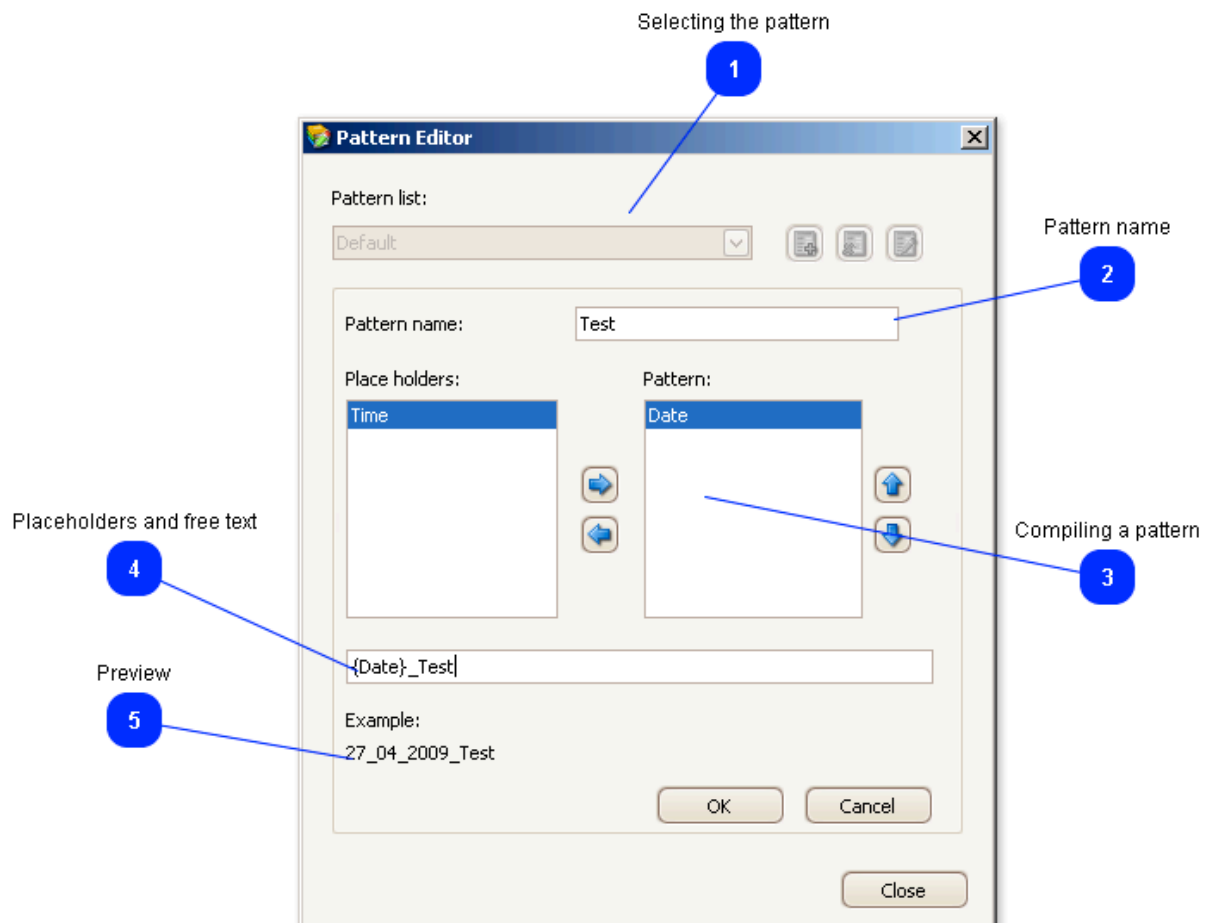 Selecting the pattern
1
Pattern Editor
Pattern list:
Default
Pattern name
2
Pattern name:
Test
Place holders:
Pattern:
Time
Date
Placeholders and free text
4
Compiling a pattern
3
{Date}_Test
Preview
5
Example:
27_04_2009_Test
OK
Cancel
Close